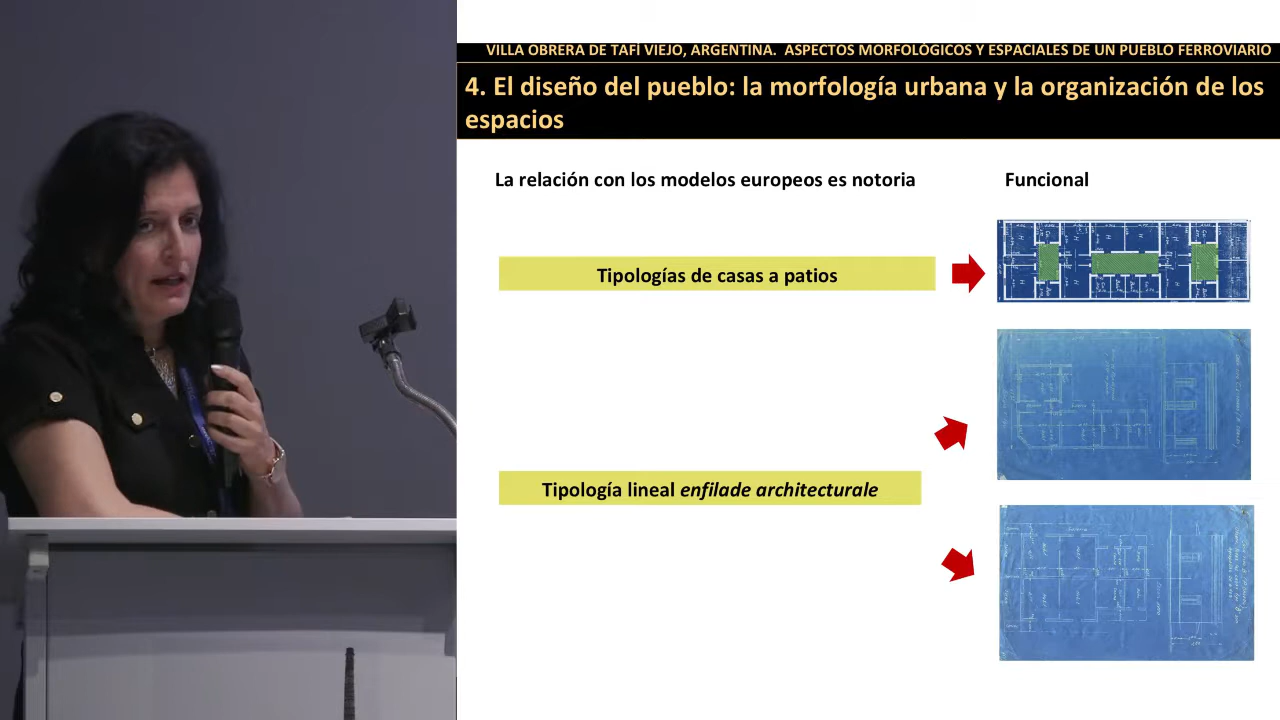 VILLA OBRERA DE TAFÍ VIEJO, ARGENTINA. ASPECTOS MORFOLÓGICOS Y ESPACIALES DE UN PUEBLO FERROVIARIO
4. El diseño del pueblo: la morfología urbana y la organización de los
espacios
La relación con los modelos europeos es notoria
Funcional
Tipologías de casas a patios
Tipología lineal enfilade architecturale